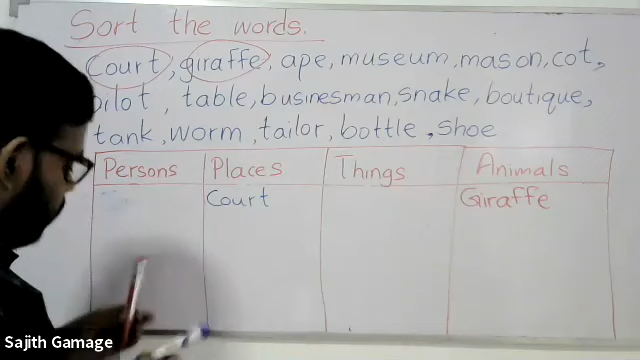 Sort the words.
Court, giraffe, ape, museum, mason, cot,
pilot, table, businesman, snake, boutique,
tank, worm, tailor, bottle, shoe
Persons Places Things Animals
Court Giraffe
Sajith Gamage